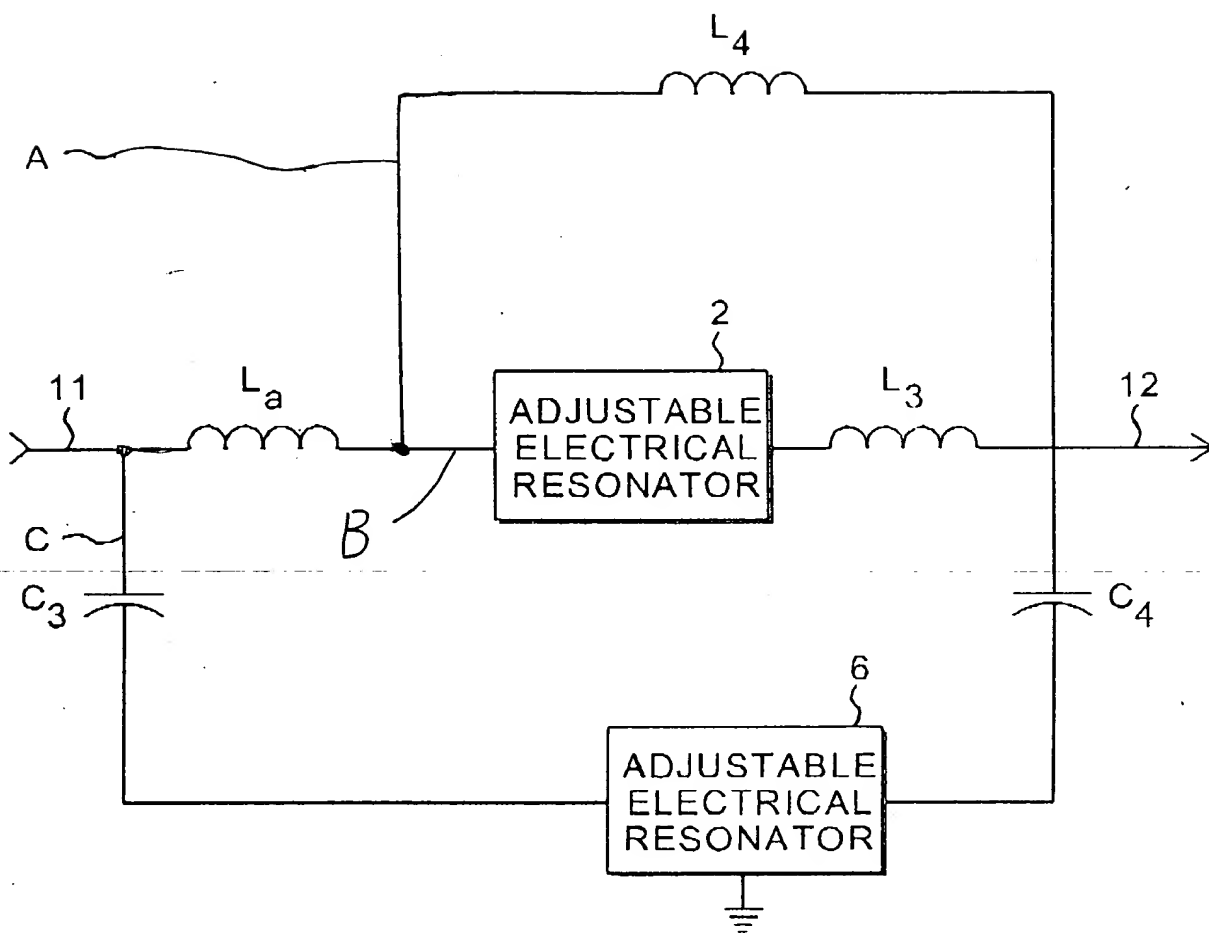 L4
A
2
11
La
L3
12
ADJUSTABLE
ELECTRICAL
RESONATOR
B
C
C3
C4
6
ADJUSTABLE
ELECTRICAL
RESONATOR